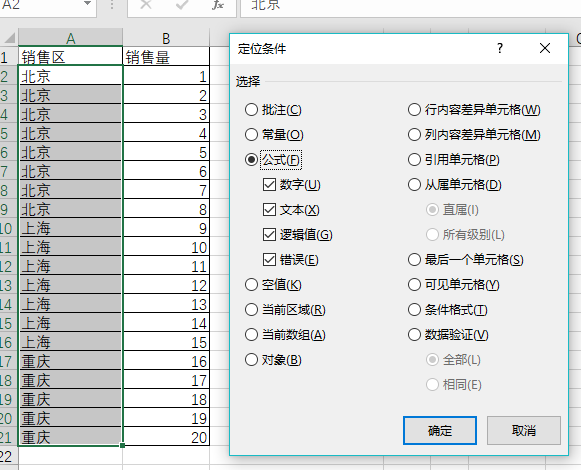 A2 fx 北京
A B
1 销售区 销售量
2 北京 1
3 北京 2
4 北京 3
5 北京 4
6 北京 5
7 北京 6
8 北京 7
9 北京 8
10 上海 9
11 上海 10
12 上海 11
13 上海 12
14 上海 13
15 上海 14
16 上海 15
17 重庆 16
18 重庆 17
19 重庆 18
20 重庆 19
21 重庆 20
22
定位条件 ? ×
选择
批注(C)
常量(O)
公式(F)
数字(U)
文本(X)
逻辑值(G)
错误(E)
空值(K)
当前区域(R)
当前数组(A)
对象(B)
行内容差异单元格(W)
列内容差异单元格(M)
引用单元格(P)
从属单元格(D)
直属(I)
所有级别(L)
最后一个单元格(S)
可见单元格(Y)
条件格式(T)
数据验证(V)
全部(L)
相同(E)
确定 取消